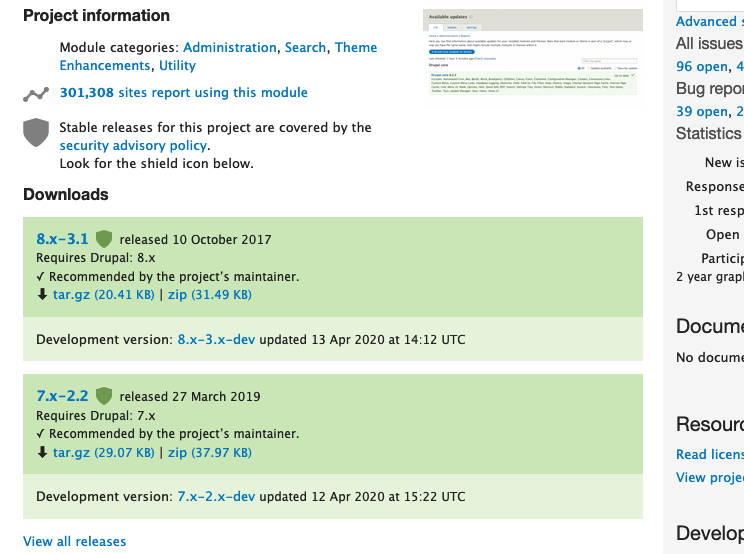 Project information
Module categories: Administration, Search, Theme
Enhancements, Utility
301,308 sites report using this module
Stable releases for this project are covered by the
security advisory policy.
Look for the shield icon below.
Available updates
Downloads
8.x-3.1 released 10 October 2017
Requires Drupal: 8.x
✓ Recommended by the project's maintainer.
tar.gz (20.41 KB) | zip (31.49 KB)
Development version: 8.x-3.x-dev updated 13 Apr 2020 at 14:12 UTC
7.x-2.2 released 27 March 2019
Requires Drupal: 7.x
✓ Recommended by the project's maintainer.
tar.gz (29.07 KB) | zip (37.97 KB)
Development version: 7.x-2.x-dev updated 12 Apr 2020 at 15:22 UTC
View all releases
Advanced s
All issues
96 open, 4
Bug repor
39 open, 2
Statistics
New is
Response
1st resp
Open
Particip
2 year grap
Docume
No docume
Resourc
Read licens
View projec
Develop